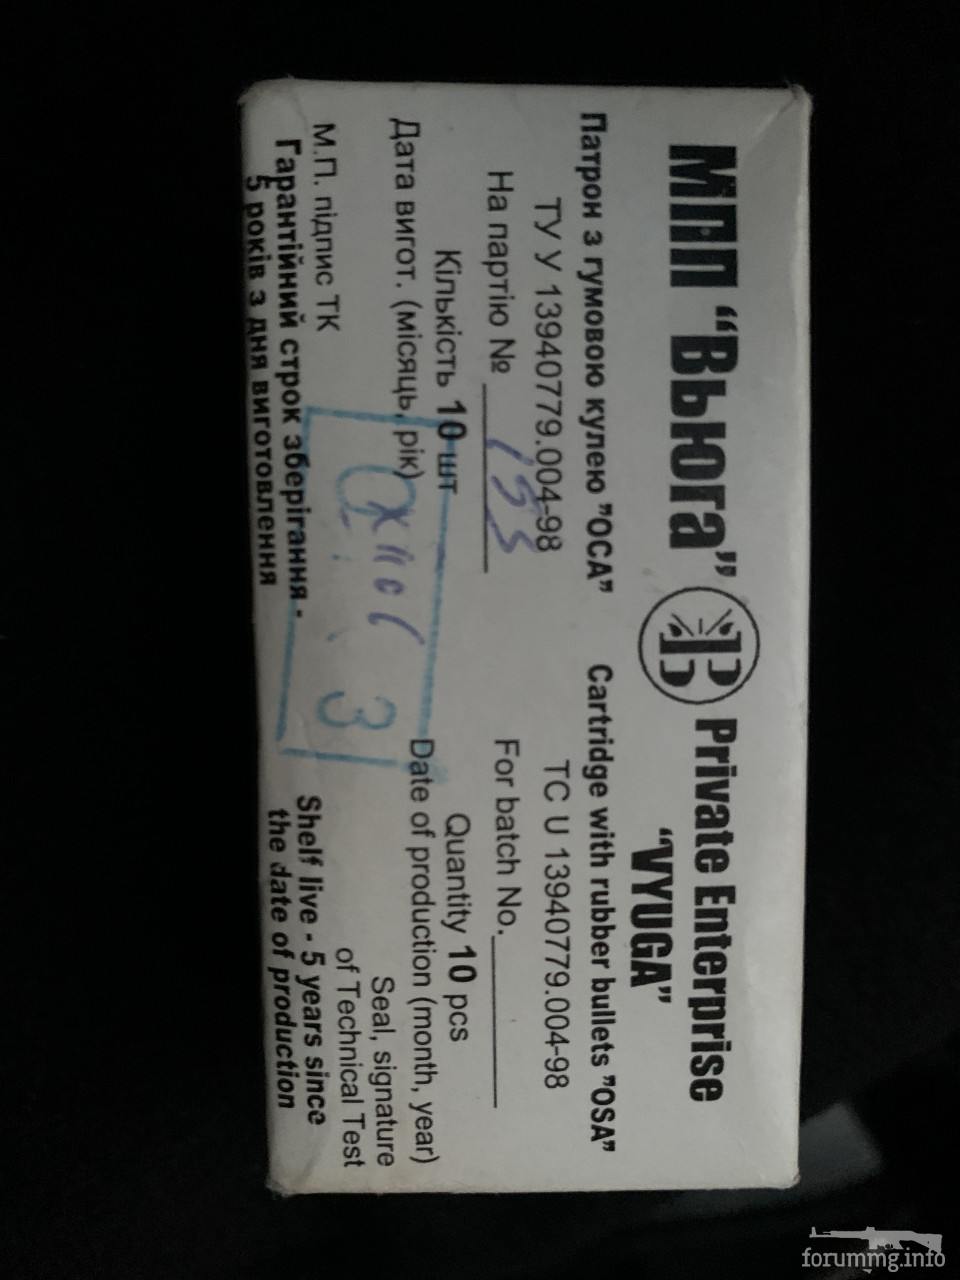 МПП "Вьюга"
Private Enterprise
"VYUGA"
Патрон з гумовою кулею "ОСА"
ТУ У 13940779.004-98
На партію № 153
Кількість 10 шт
Дата вигот. (місяць, рік)
М.П. підпис ТК
Гарантійний строк зберігання -
5 років з дня виготовлення
Cartridge with rubber bullets "OSA"
TC U 13940779.004-98
For batch No.
Quantity 10 pcs
Date of production (month, year)
Seal, signature
of Technical Test
Shelf live - 5 years since
the date of production
3
forummg.info